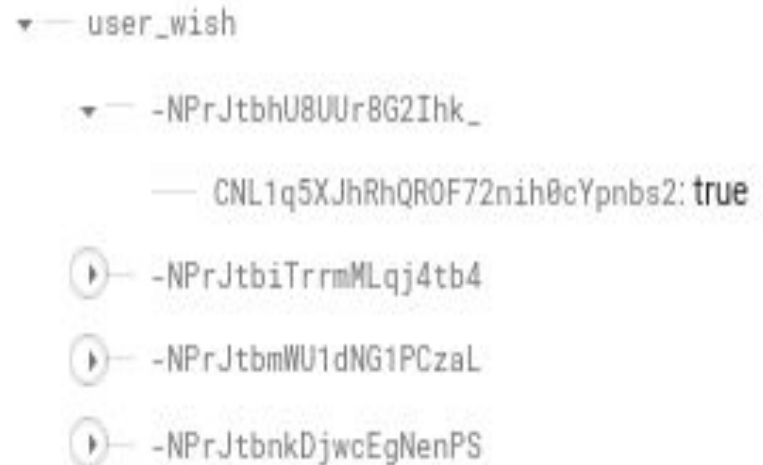 user_wish
-NPrJtbhU8UUr8G2Ihk_
CNL1q5XJhRhQROF72nih0cYpnbs2: true
-NPrJtbiTrrmMLqj4tb4
-NPrJtbmWU1dNG1PCzaL
-NPrJtbnkDjwcEgNenPS